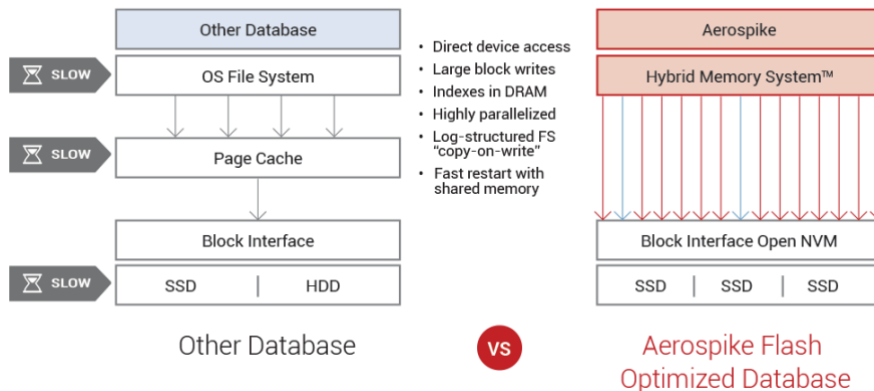 Other Database
SLOW
OS File System
SLOW
Page Cache
Block Interface
SLOW
SSD | HDD
Other Database
• Direct device access
• Large block writes
• Indexes in DRAM
• Highly parallelized
• Log-structured FS
“copy-on-write”
• Fast restart with
shared memory
VS
Aerospike
Hybrid Memory System™
Block Interface Open NVM
SSD | SSD | SSD
Aerospike Flash
Optimized Database